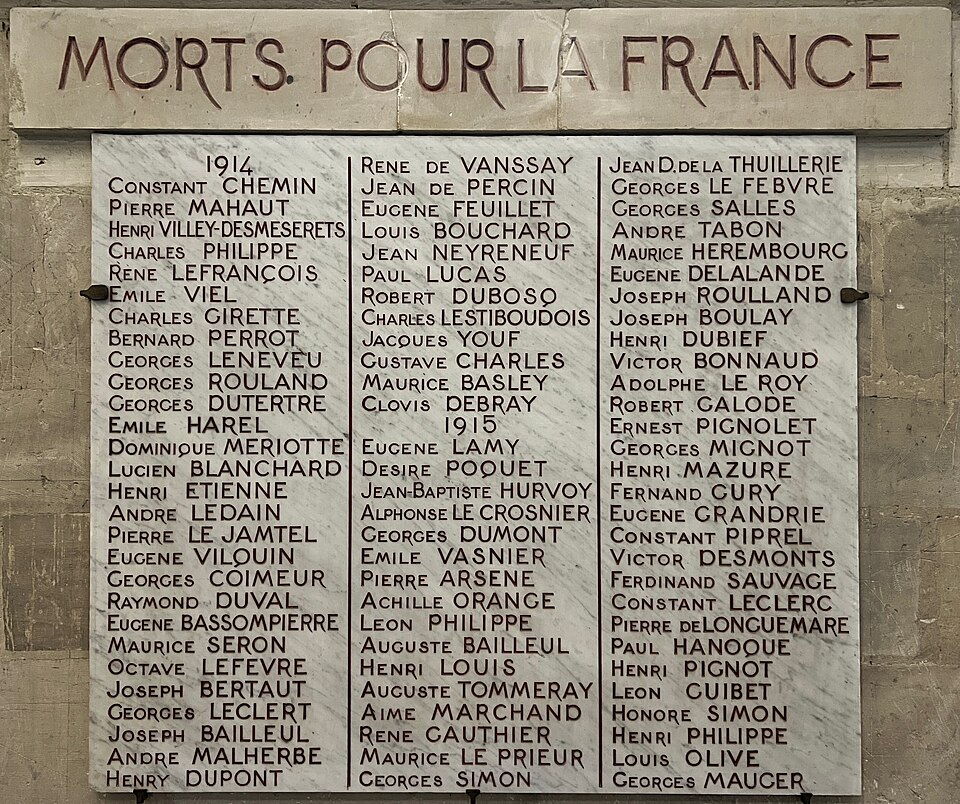 MORTS. POUR LA FRANCE
1914
CONSTANT CHEMIN
PIERRE MAHAUT
HENRI VILLEY-DESMESERETS
CHARLES PHILIPPE
RENE LEFRANÇOIS
EMILE VIEL
CHARLES GIRETTE
BERNARD PERROT
GEORGES LENEVEU
GEORGES ROULAND
GEORGES DUTERTRE
EMILE HAREL
DOMINIQUE MERIOTTE
LUCIEN BLANCHARD
HENRI ETIENNE
ANDRE LEDAIN
PIERRE LE JAMTEL
EUGENE VILOUIN
GEORGES COIMEUR
RAYMOND DUVAL
EUGENE BASSOMPIERRE
MAURICE SERON
OCTAVE LEFEVRE
JOSEPH BERTAUT
GEORGES LECLERT
JOSEPH BAILLEUL
ANDRE MALHERBE
HENRY DUPONT
RENE DE VANSSAY
JEAN DE PERCIN
EUGENE FEUILLET
LOUIS BOUCHARD
JEAN NEYRENEUF
PAUL LUCAS
ROBERT DUBOSQ
CHARLES LESTIBOUDOIS
JACQUES YOUF
GUSTAVE CHARLES
MAURICE BASLEY
CLOVIS DEBRAY
1915
EUGENE LAMY
DESIRE POQUET
JEAN-BAPTISTE HURVOY
ALPHONSE LE CROSNIER
GEORGES DUMONT
EMILE VASNIER
PIERRE ARSENE
ACHILLE ORANGE
LEON PHILIPPE
AUGUSTE BAILLEUL
HENRI LOUIS
AUGUSTE TOMMERAY
AIME MARCHAND
RENE GAUTHIER
MAURICE LE PRIEUR
GEORGES SIMON
JEAN D. DE LA THUILLERIE
GEORGES LE FEBVRE
GEORGES SALLES
ANDRE TABON
MAURICE HEREMBOURG
EUGENE DELALANDE
JOSEPH ROULLAND
JOSEPH BOULAY
HENRI DUBIEF
VICTOR BONNAUD
ADOLPHE LE ROY
ROBERT GALODE
ERNEST PIGNOLET
GEORGES MIGNOT
HENRI MAZURE
FERNAND GURY
EUGENE GRANDRIE
CONSTANT PIPREL
VICTOR DESMONTS
FERDINAND SAUVAGE
CONSTANT LECLERC
PIERRE DE LONGUEMARE
PAUL HANOQUE
HENRI PIGNOT
LEON GUIBET
HONORE SIMON
HENRI PHILIPPE
LOUIS OLIVE
GEORGES MAUGER